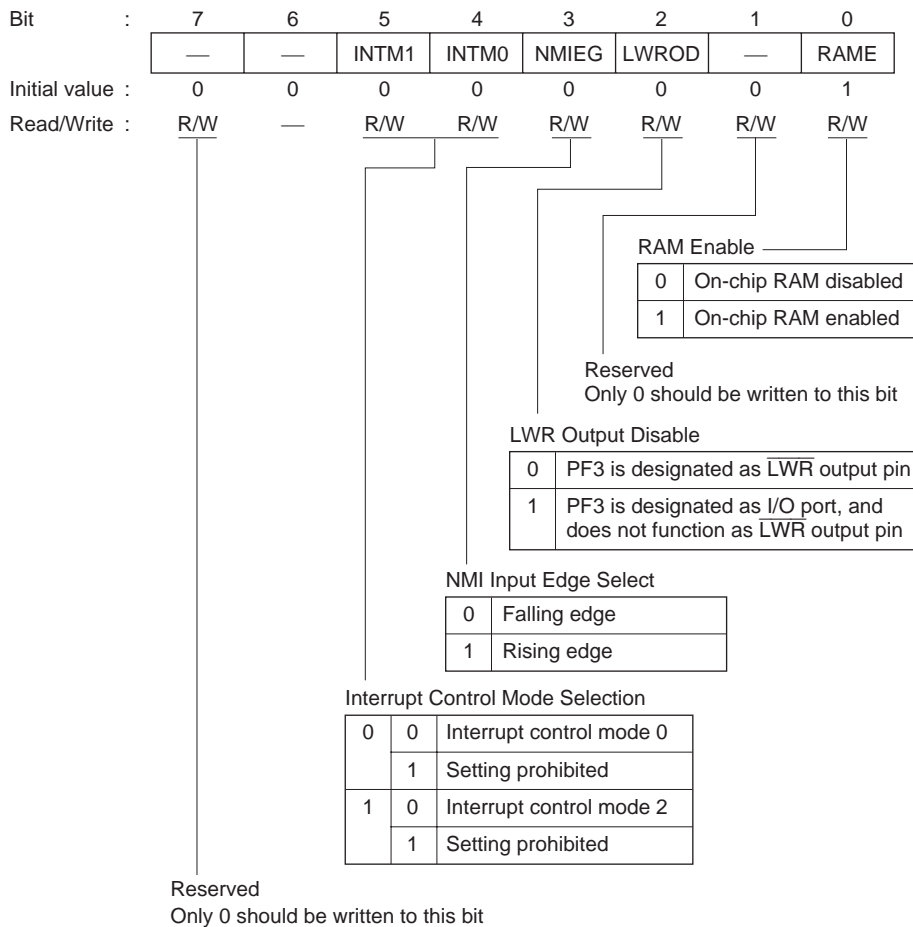 Bit : 7 6 5 4 3 2 1 0
— — INTM1 INTM0 NMIEG LWROD — RAME
Initial value : 0 0 0 0 0 0 0 1
Read/Write : R/W — R/W R/W R/W R/W R/W R/W
RAM Enable
0 On-chip RAM disabled
1 On-chip RAM enabled
Reserved
Only 0 should be written to this bit
LWR Output Disable
0 PF3 is designated as L̅W̅R̅ output pin
1 PF3 is designated as I/O port, and
does not function as L̅W̅R̅ output pin
NMI Input Edge Select
0 Falling edge
1 Rising edge
Interrupt Control Mode Selection
0 0 Interrupt control mode 0
1 Setting prohibited
1 0 Interrupt control mode 2
1 Setting prohibited
Reserved
Only 0 should be written to this bit